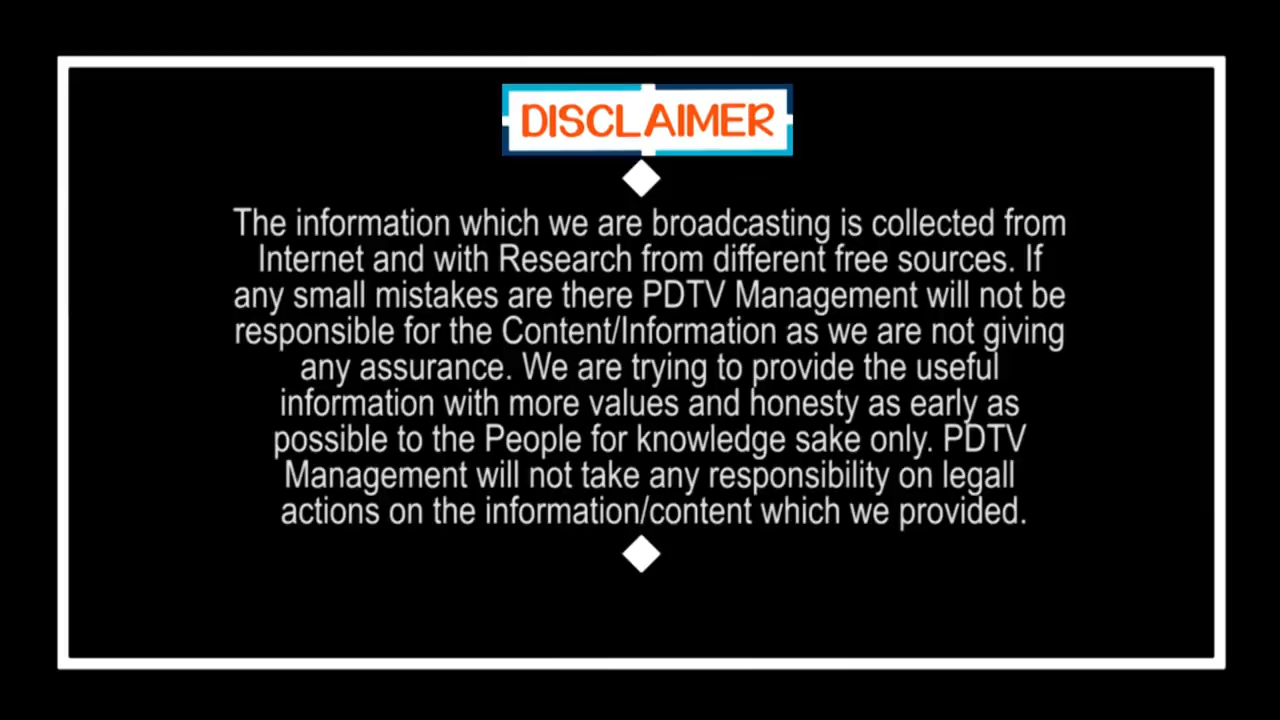 DISCLAIMER
The information which we are broadcasting is collected from
Internet and with Research from different free sources. If
any small mistakes are there PDTV Management will not be
responsible for the Content/Information as we are not giving
any assurance. We are trying to provide the useful
information with more values and honesty as early as
possible to the People for knowledge sake only. PDTV
Management will not take any responsibility on legall
actions on the information/content which we provided.